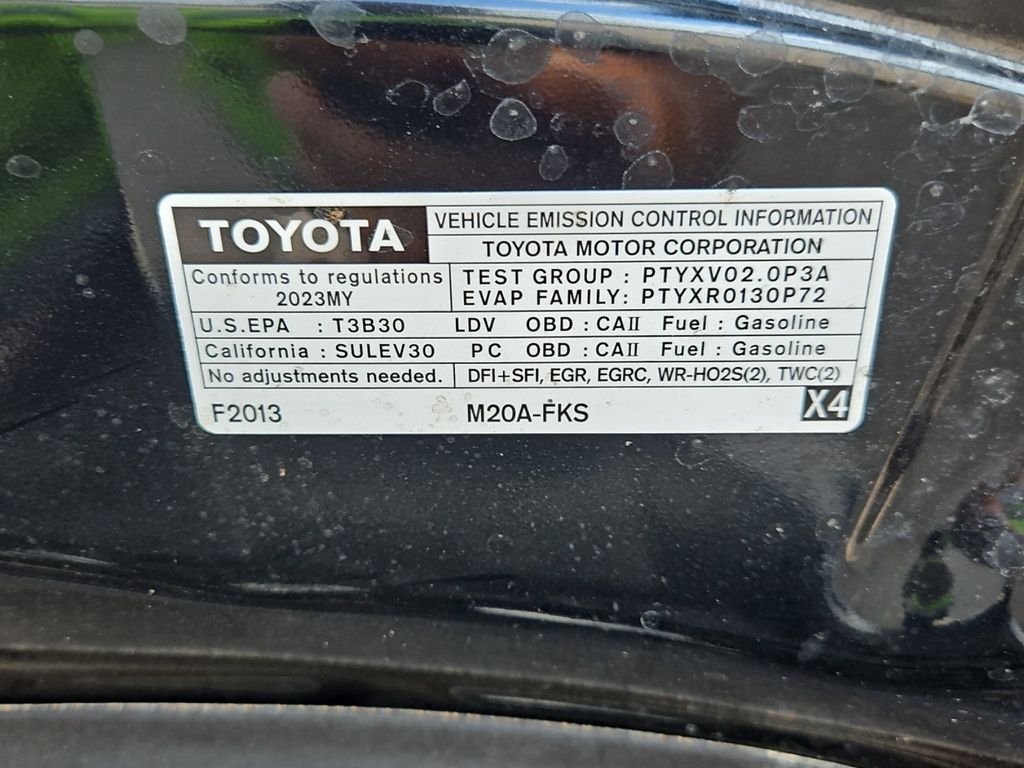 TOYOTA
VEHICLE EMISSION CONTROL INFORMATION
TOYOTA MOTOR CORPORATION
Conforms to regulations
2023MY
TEST GROUP : PTYXV02.0P3A
EVAP FAMILY: PTYXR0130P72
U.S.EPA : T3B30 LDV OBD : CAII Fuel : Gasoline
California : SULEV30 PC OBD : CAII Fuel : Gasoline
No adjustments needed. DFI+SFI, EGR, EGRC, WR-HO2S(2), TWC(2)
F2013 M20A-FKS X4